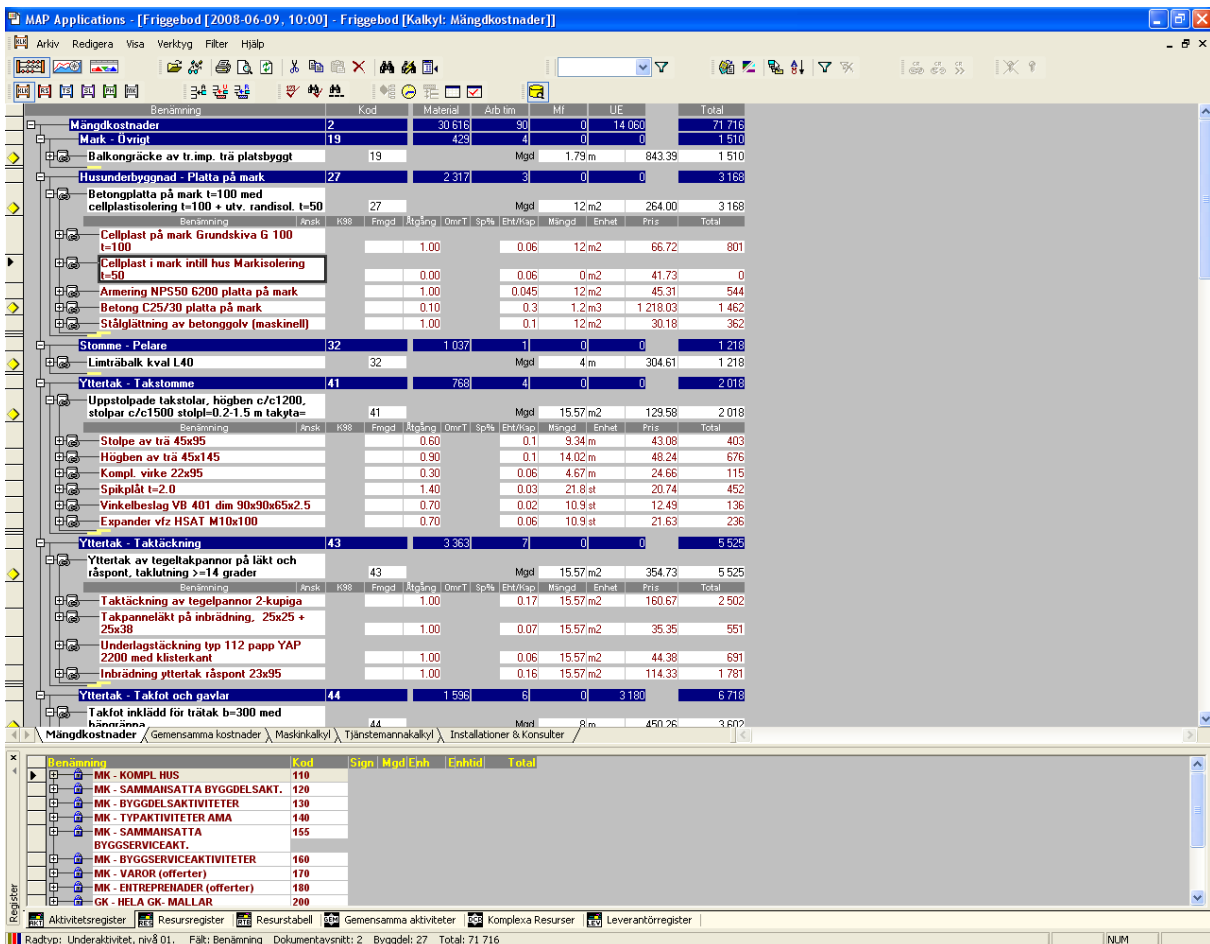 MAP Applications - [Friggebod [2008-06-09, 10:00] - Friggebod [Kalkyl: Mängdkostnader]]
Arkiv Redigera Visa Verktyg Filter Hjälp
Benämning Kod Material Arb tim Mf UE Total
Mängdkostnader 2 30 616 90 0 14 060 71 716
Mark - Övrigt 19 429 4 0 0 1 510
Balkongräcke av tr.imp. trä platsbyggt 19 Mgd 1.79 m 843.39 1 510
Husunderbyggnad - Platta på mark 27 2 317 3 0 0 3 168
Betongplatta på mark t=100 med
cellplastisolering t=100 + utv. randisol. t=50 27 Mgd 12 m2 264.00 3 168
Benämning Ansk K98 Fmgd Åtgång OmrT Sp% Eht/Kap Mängd Enhet Pris Total
Cellplast på mark Grundskiva G 100
t=100 1.00 0.06 12 m2 66.72 801
Cellplast i mark intill hus Markisolering
t=50 0.00 0.06 0 m2 41.73 0
Armering NPS50 6200 platta på mark 1.00 0.045 12 m2 45.31 544
Betong C25/30 platta på mark 0.10 0.3 1.2 m3 1 218.03 1 462
Stålglättning av betonggolv (maskinell) 1.00 0.1 12 m2 30.18 362
Stomme - Pelare 32 1 037 1 0 0 1 218
Limträbalk kval L40 32 Mgd 4 m 304.61 1 218
Yttertak - Takstomme 41 768 4 0 0 2 018
Uppstolpade takstolar, högben c/c1200,
stolpar c/c1500 stolpl=0.2-1.5 m takyta= 41 Mgd 15.57 m2 129.58 2 018
Benämning Ansk K98 Fmgd Åtgång OmrT Sp% Eht/Kap Mängd Enhet Pris Total
Stolpe av trä 45x95 0.60 0.1 9.34 m 43.08 403
Högben av trä 45x145 0.90 0.1 14.02 m 48.24 676
Kompl. virke 22x95 0.30 0.06 4.67 m 24.66 115
Spikplåt t=2.0 1.40 0.03 21.8 st 20.74 452
Vinkelbeslag VB 401 dim 90x90x65x2.5 0.70 0.02 10.9 st 12.49 136
Expander vfz HSAT M10x100 0.70 0.06 10.9 st 21.63 236
Yttertak - Taktäckning 43 3 363 7 0 0 5 525
Yttertak av tegeltakpannor på läkt och
råspont, taklutning >=14 grader 43 Mgd 15.57 m2 354.73 5 525
Benämning Ansk K98 Fmgd Åtgång OmrT Sp% Eht/Kap Mängd Enhet Pris Total
Taktäckning av tegelpannor 2-kupiga 1.00 0.17 15.57 m2 160.67 2 502
Takpanneläkt på inbrädning, 25x25 +
25x38 1.00 0.07 15.57 m2 35.35 551
Underlagstäckning typ 112 papp YAP
2200 med klisterkant 1.00 0.06 15.57 m2 44.38 691
Inbrädning yttertak råspont 23x95 1.00 0.16 15.57 m2 114.33 1 781
Yttertak - Takfot och gavlar 44 1 596 6 0 3 180 6 718
Takfot inklädd för trätak b=300 med
hängränna 44 Mgd 8 m 450.26 3 602
Mängdkostnader Gemensamma kostnader Maskinkalkyl Tjänstemannakalkyl Installationer & Konsulter
Benämning Kod Sign Mgd Enh Enhtid Total
MK - KOMPL HUS 110
MK - SAMMANSATTA BYGGDELSAKT. 120
MK - BYGGDELSAKTIVITETER 130
MK - TYPAKTIVITETER AMA 140
MK - SAMMANSATTA 155
BYGGSERVICEAKT.
MK - BYGGSERVICEAKTIVITETER 160
MK - VAROR (offerter) 170
MK - ENTREPRENADER (offerter) 180
GK - HELA GK- MALLAR 200
Register
Aktivitetsregister Resursregister Resurstabell Gemensamma aktiviteter Komplexa Resurser Leverantörregister
Radtyp: Underaktivitet, nivå 01. Fält: Benämning Dokumentavsnitt: 2 Byggdel: 27 Total: 71 716 NUM